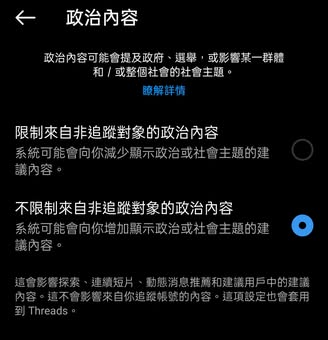 政治內容
政治內容可能會提及政府、選舉，或影響某一群體
和 / 或整個社會的社會主題。
瞭解詳情
限制來自非追蹤對象的政治內容
系統可能會向你減少顯示政治或社會主題的建
議內容。
不限制來自非追蹤對象的政治內容
系統可能會向你增加顯示政治或社會主題的建
議內容。
這會影響探索、連續短片、動態消息推薦和建議用戶中的建議
內容。這不會影響來自你追蹤帳號的內容。這項設定也會套用
到 Threads。